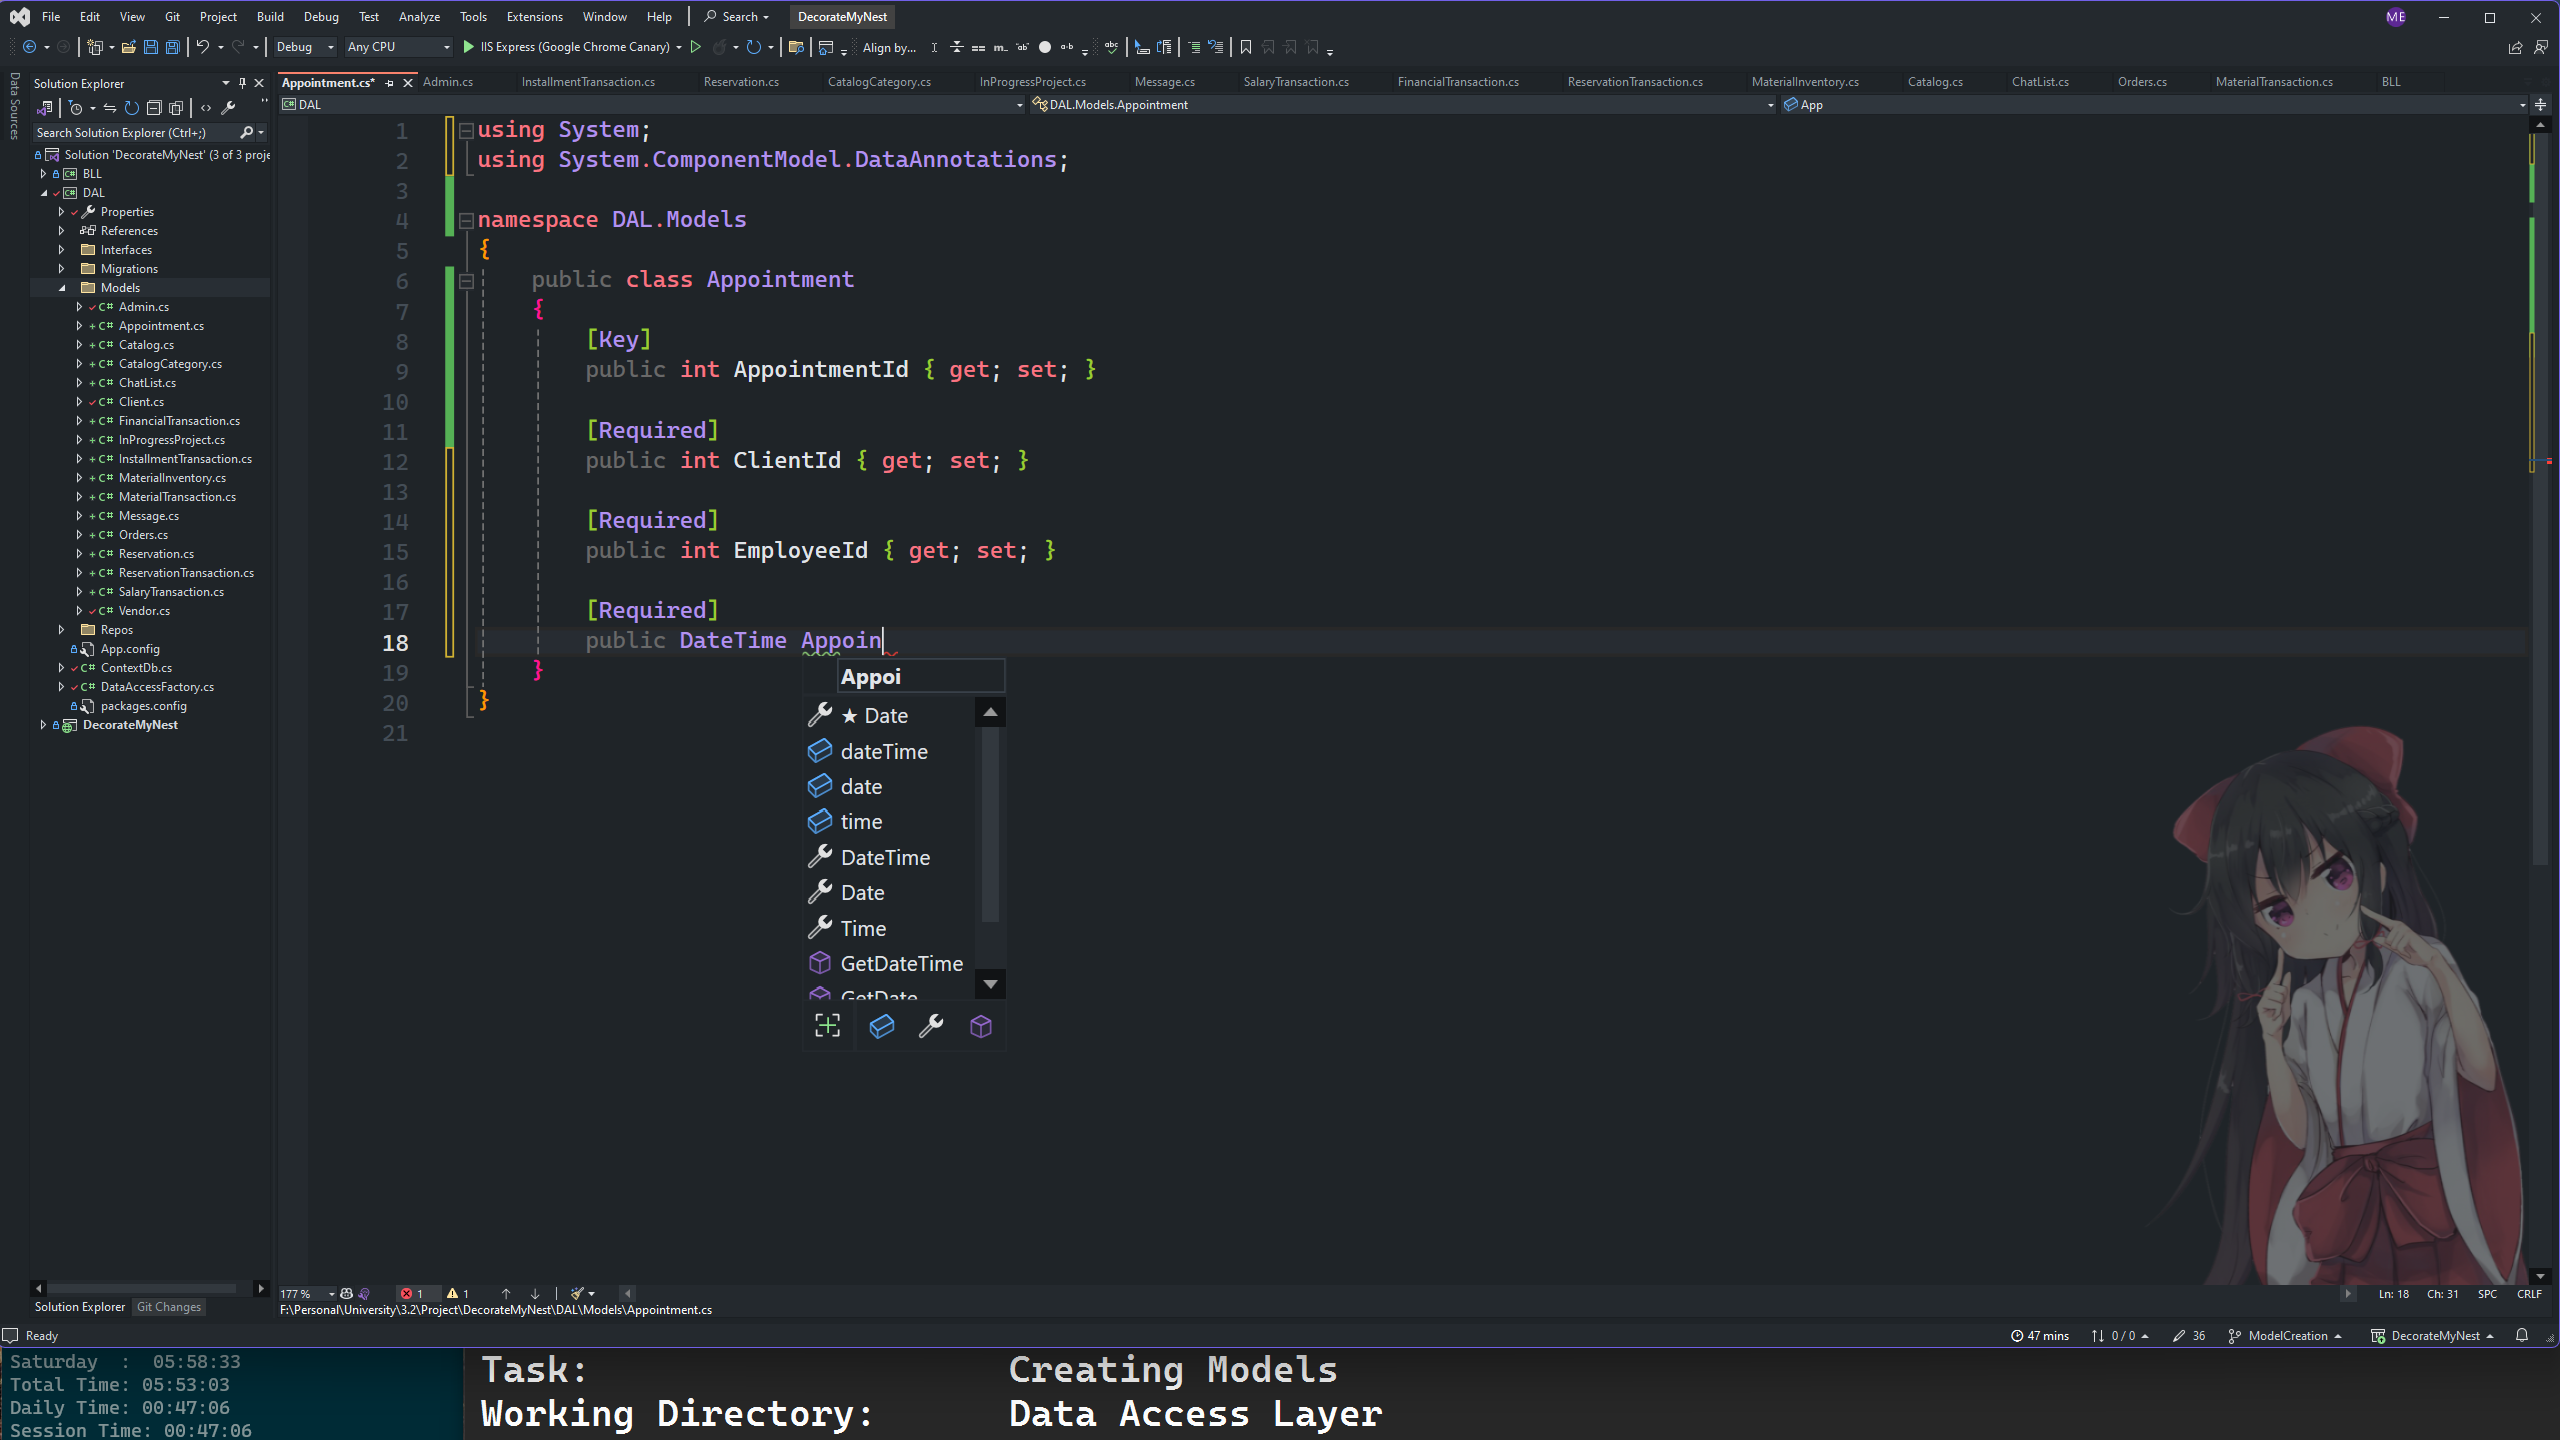 File Edit View Git Project Build Debug Test Analyze Tools Extensions Window Help Search DecorateMyNest ME
Debug Any CPU IIS Express (Google Chrome Canary) Align by...
Data Sources
Solution Explorer
Search Solution Explorer (Ctrl+;)
Solution 'DecorateMyNest' (3 of 3 proje
BLL
DAL
Properties
References
Interfaces
Migrations
Models
Admin.cs
Appointment.cs
Catalog.cs
CatalogCategory.cs
ChatList.cs
Client.cs
FinancialTransaction.cs
InProgressProject.cs
InstallmentTransaction.cs
MaterialInventory.cs
MaterialTransaction.cs
Message.cs
Orders.cs
Reservation.cs
ReservationTransaction.cs
SalaryTransaction.cs
Vendor.cs
Repos
App.config
ContextDb.cs
DataAccessFactory.cs
packages.config
DecorateMyNest
Solution Explorer Git Changes
Appointment.cs* Admin.cs InstallmentTransaction.cs Reservation.cs CatalogCategory.cs InProgressProject.cs Message.cs SalaryTransaction.cs FinancialTransaction.cs ReservationTransaction.cs MaterialInventory.cs Catalog.cs ChatList.cs Orders.cs MaterialTransaction.cs BLL
DAL DAL.Models.Appointment App
1 using System;
2 using System.ComponentModel.DataAnnotations;
3
4 namespace DAL.Models
5 {
6 public class Appointment
7 {
8 [Key]
9 public int AppointmentId { get; set; }
10
11 [Required]
12 public int ClientId { get; set; }
13
14 [Required]
15 public int EmployeeId { get; set; }
16
17 [Required]
18 public DateTime Appoin
19 }
20 }
21
Appoi
★ Date
dateTime
date
time
DateTime
Date
Time
GetDateTime
GetDate
177 % 1 1 Ln: 18 Ch: 31 SPC CRLF
F:\Personal\University\3.2\Project\DecorateMyNest\DAL\Models\Appointment.cs
Ready 47 mins 0 / 0 36 ModelCreation DecorateMyNest
Saturday : 05:58:33
Total Time: 05:53:03
Daily Time: 00:47:06
Session Time: 00:47:06
Task: Creating Models
Working Directory: Data Access Layer